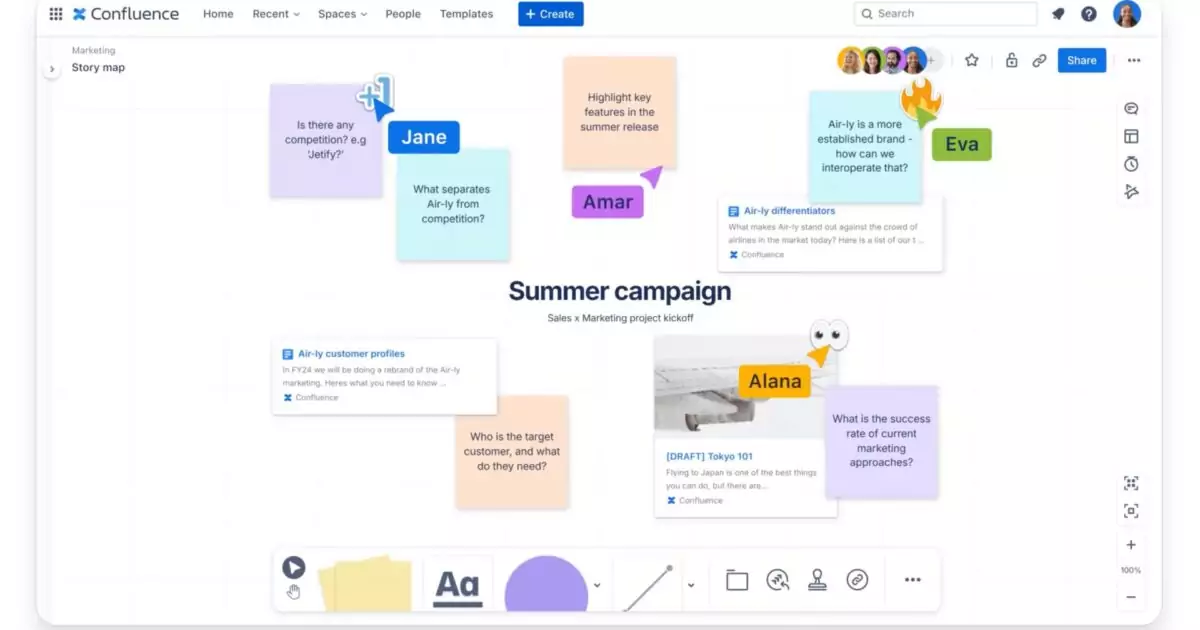 Confluence Home Recent Spaces People Templates + Create Search
Marketing
Story map
Share
Is there any
competition? e.g
'Jetify?'
+1
Jane
What separates
Air-ly from
competition?
Highlight key
features in the
summer release
Amar
Air-ly is a more
established brand -
how can we
interoperate that?
Eva
Air-ly differentiators
What makes Air-ly stand out against the crowd of
airlines in the market today? Here is a list of our t ...
Confluence
Summer campaign
Sales x Marketing project kickoff
Air-ly customer profiles
In FY24 we will be doing a rebrand of the Air-ly
marketing. Heres what you need to know ...
Confluence
Who is the target
customer, and what
do they need?
Alana
[DRAFT] Tokyo 101
Flying to Japan is one of the best things
you can do, but there are...
Confluence
What is the success
rate of current
marketing
approaches?
Aa
100%